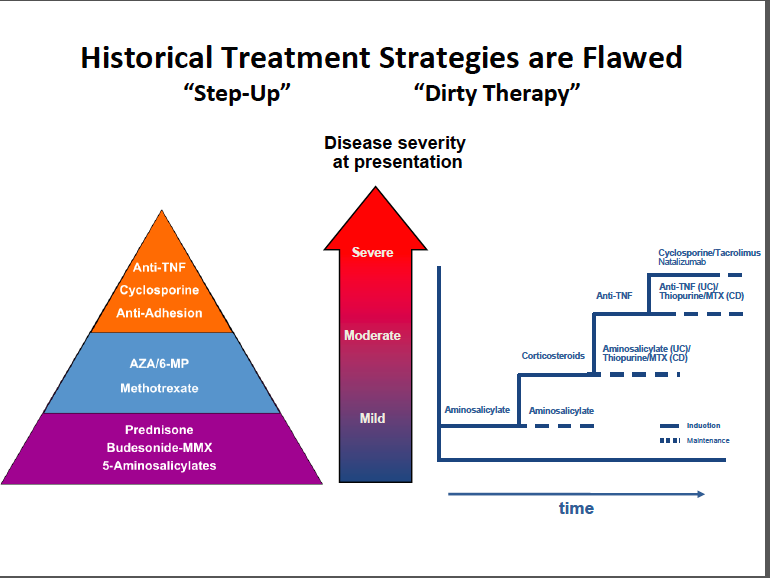 Historical Treatment Strategies are Flawed
“Step-Up”
“Dirty Therapy”
Disease severity
at presentation
Anti-TNF
Cyclosporine
Anti-Adhesion
AZA/6-MP
Methotrexate
Prednisone
Budesonide-MMX
5-Aminosalicylates
Severe
Moderate
Mild
Cyclosporine/Tacrolimus
Natalizumab
Anti-TNF
Anti-TNF (UC)/
Thiopurine/MTX (CD)
Corticosteroids
Aminosalicylate (UC)/
Thiopurine/MTX (CD)
Aminosalicylate
Aminosalicylate
Induotion
Maintenance
time